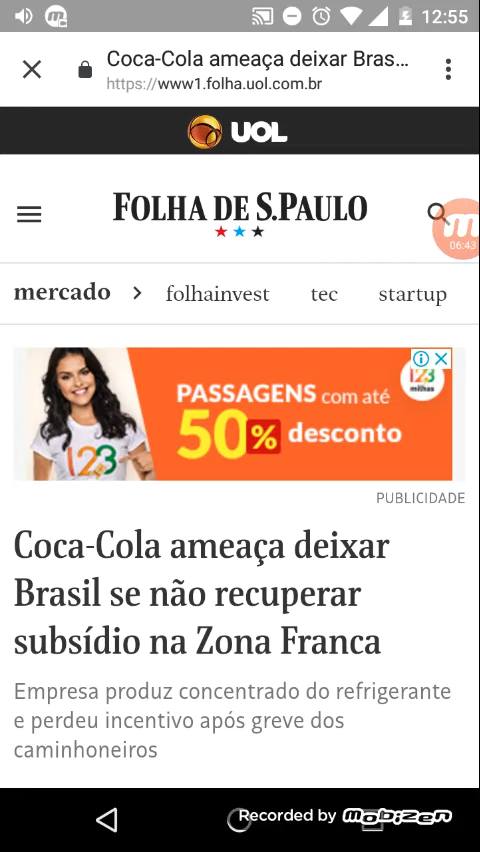 12:55
Coca-Cola ameaça deixar Bras...
https://www1.folha.uol.com.br
UOL
FOLHA DE S.PAULO
06:43
mercado > folhainvest tec startup
PASSAGENS com até
50% desconto
123
milhas
123
PUBLICIDADE
Coca-Cola ameaça deixar
Brasil se não recuperar
subsídio na Zona Franca
Empresa produz concentrado do refrigerante
e perdeu incentivo após greve dos
caminhoneiros
Recorded by Mobizen